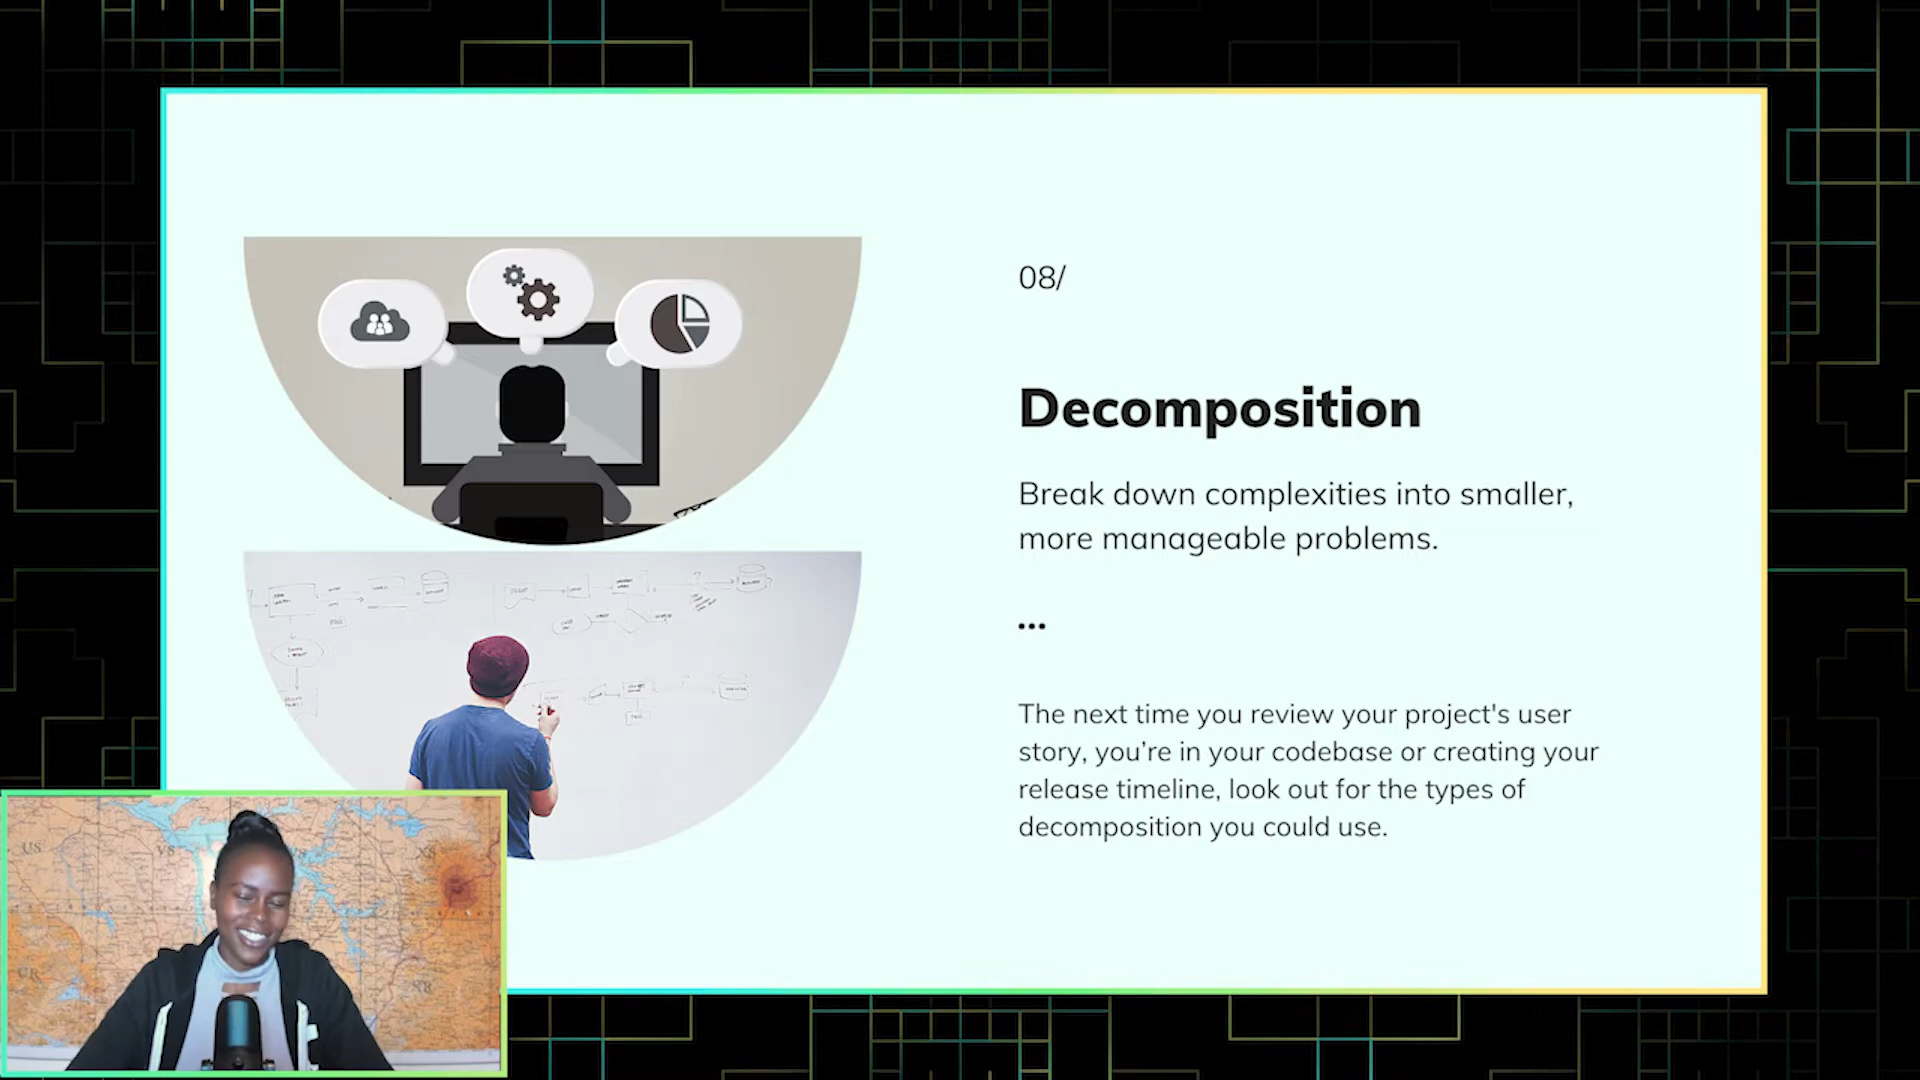 08/
Decomposition
Break down complexities into smaller,
more manageable problems.
...
The next time you review your project's user
story, you’re in your codebase or creating your
release timeline, look out for the types of
decomposition you could use.